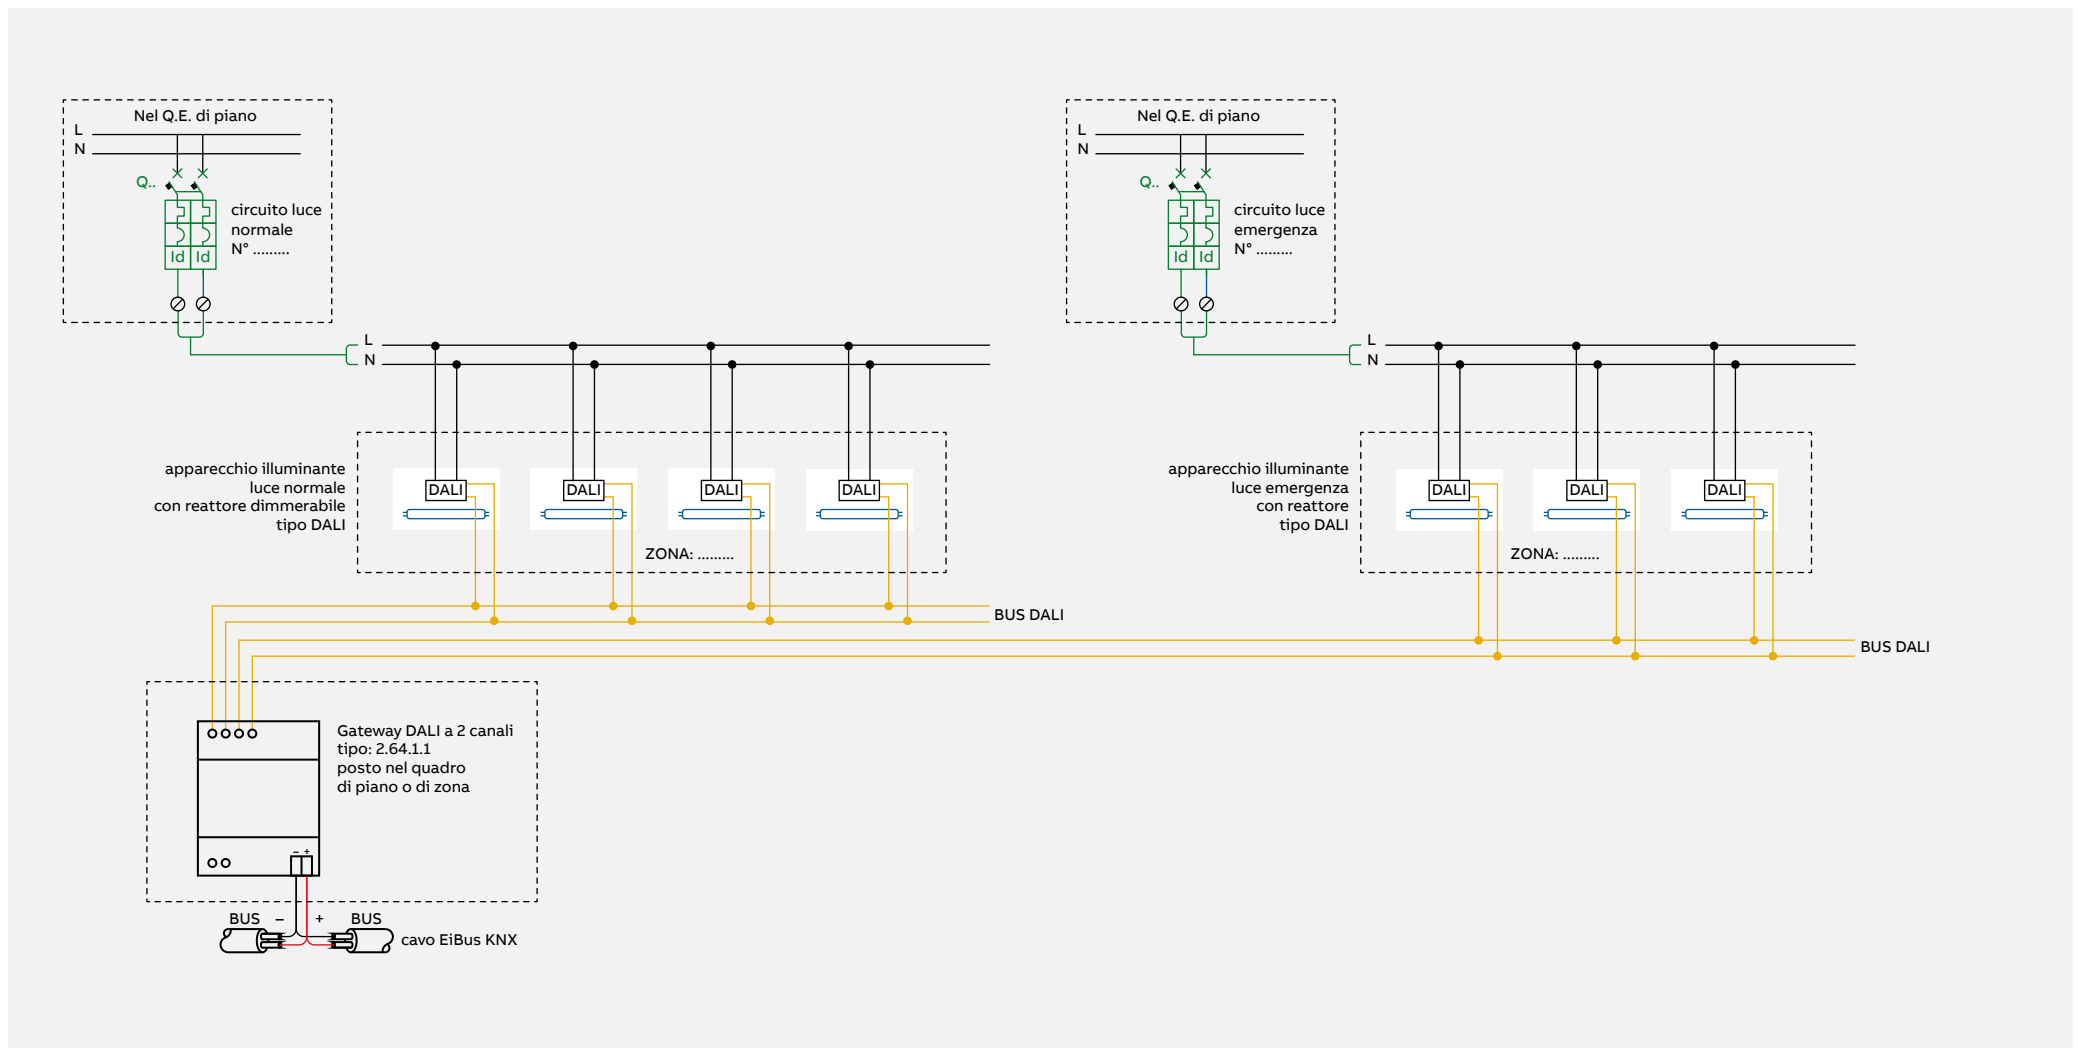 Nel Q.E. di piano
L
N
Q..
circuito luce
normale
N° .........
Id Id
L
N
apparecchio illuminante
luce normale
con reattore dimmerabile
tipo DALI
DALI DALI DALI DALI
ZONA: .........
BUS DALI
Nel Q.E. di piano
L
N
Q..
circuito luce
emergenza
N° .........
Id Id
L
N
apparecchio illuminante
luce emergenza
con reattore
tipo DALI
DALI DALI DALI
ZONA: .........
BUS DALI
Gateway DALI a 2 canali
tipo: 2.64.1.1
posto nel quadro
di piano o di zona
– +
BUS – + BUS
cavo EiBus KNX